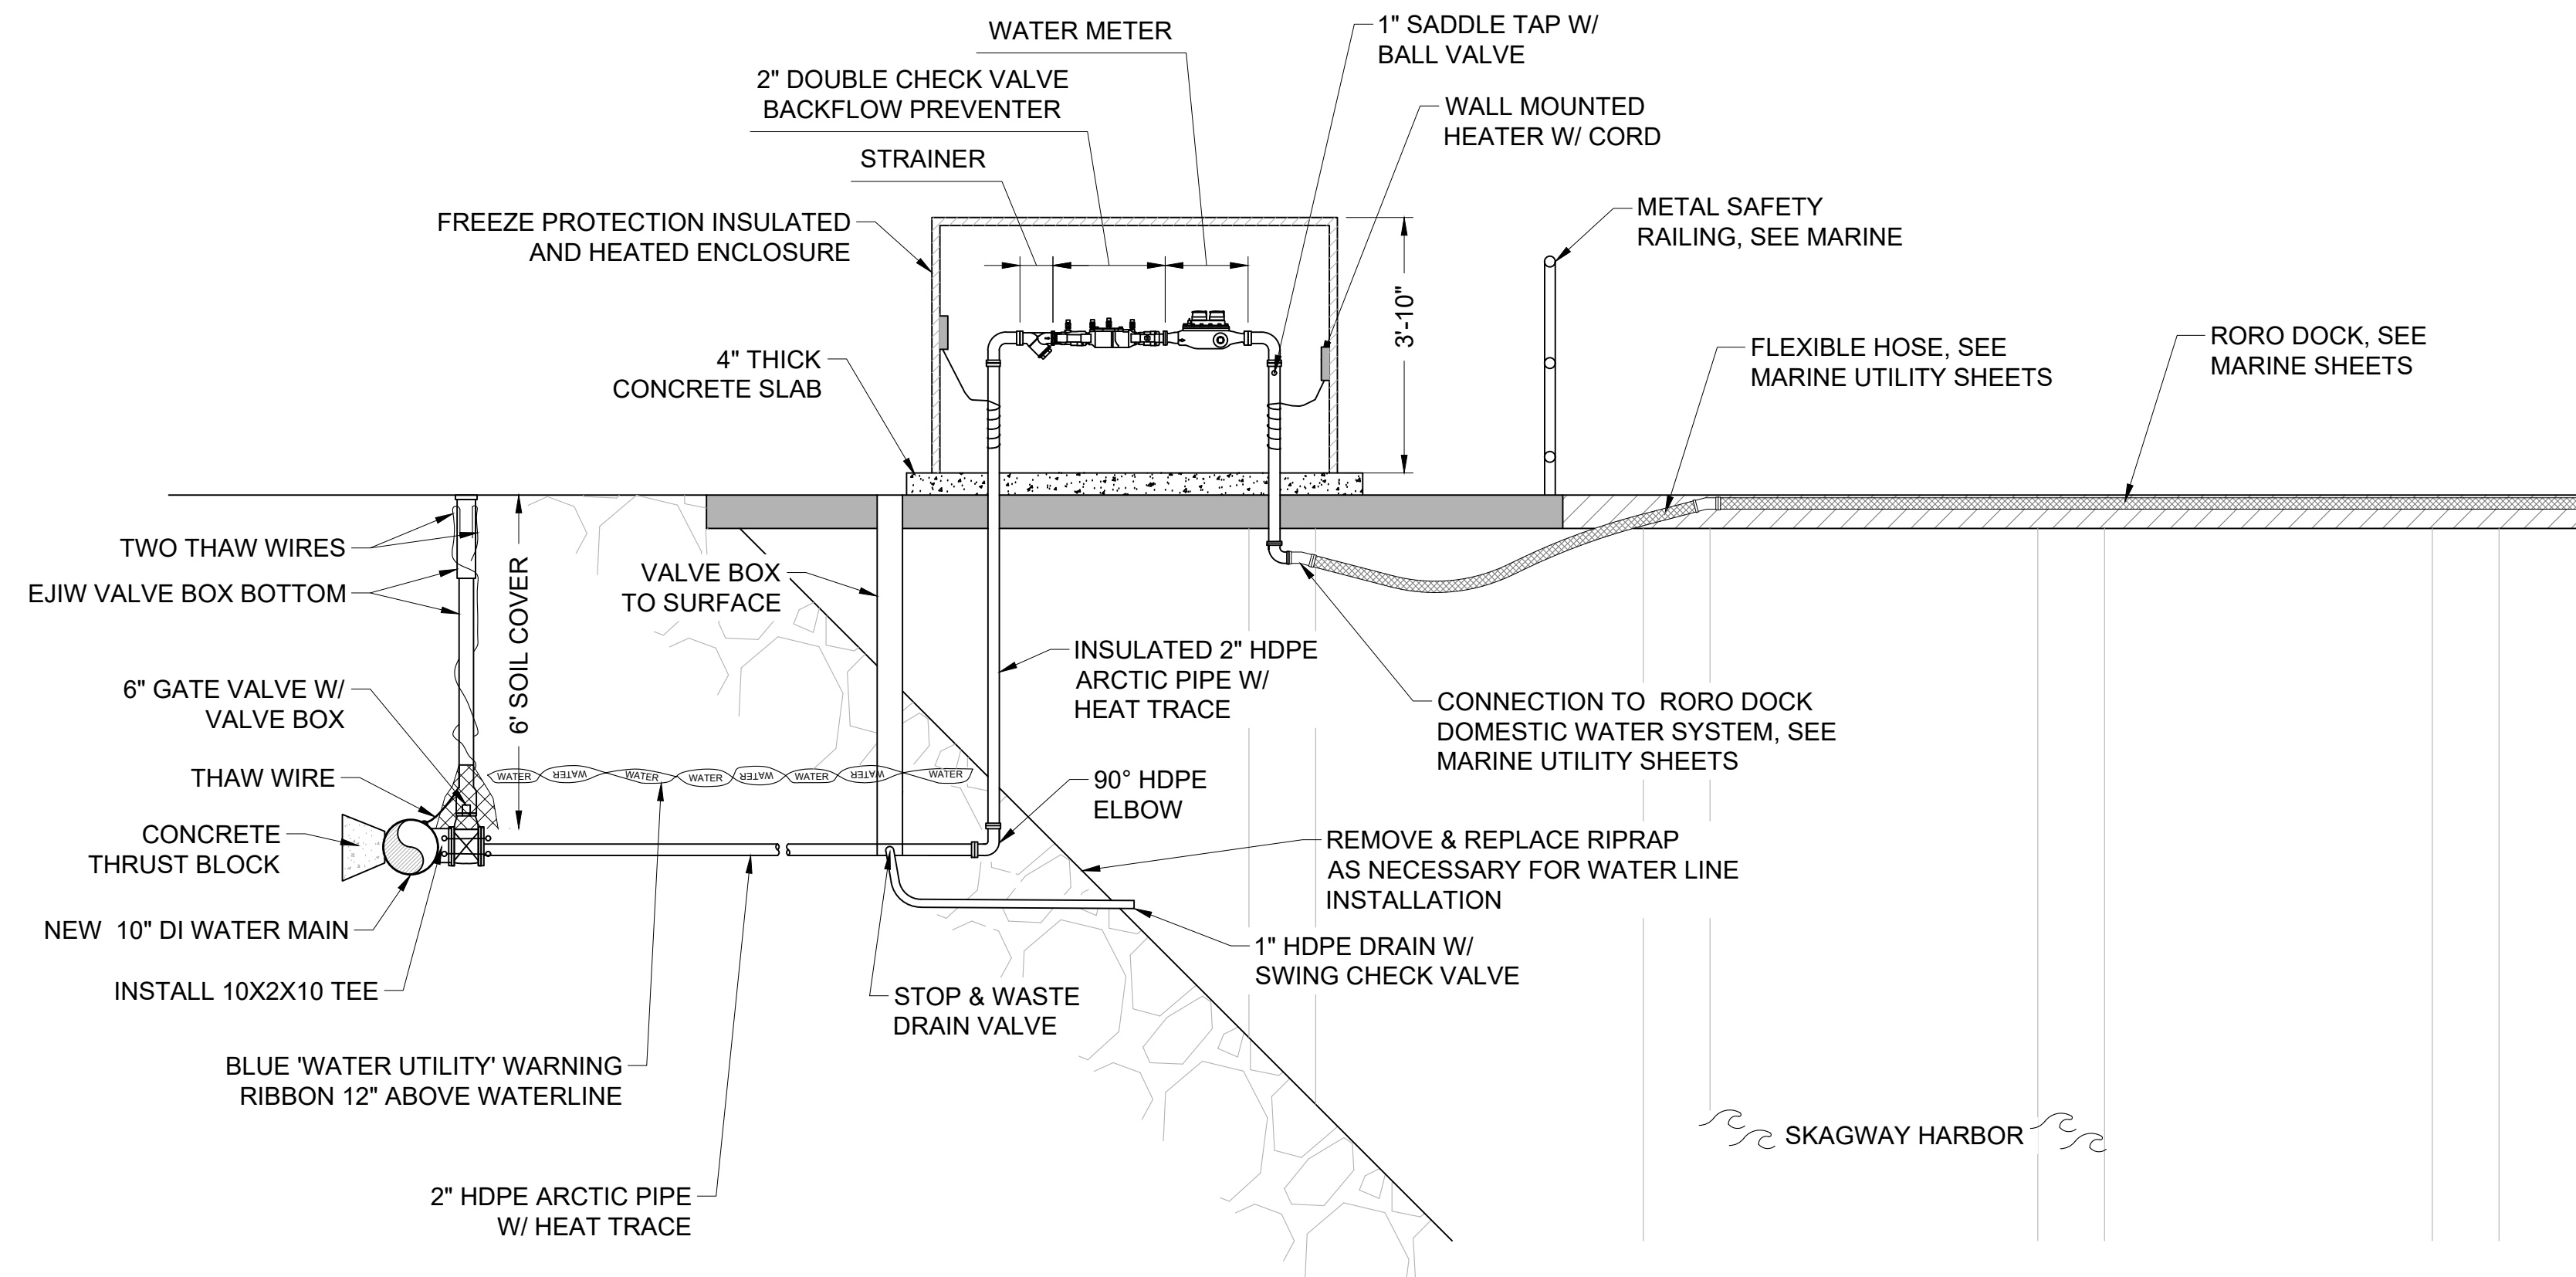 WATER METER
1" SADDLE TAP W/
BALL VALVE
2" DOUBLE CHECK VALVE
BACKFLOW PREVENTER
WALL MOUNTED
HEATER W/ CORD
STRAINER
FREEZE PROTECTION INSULATED
AND HEATED ENCLOSURE
METAL SAFETY
RAILING, SEE MARINE
3'-10"
4" THICK
CONCRETE SLAB
FLEXIBLE HOSE, SEE
MARINE UTILITY SHEETS
RORO DOCK, SEE
MARINE SHEETS
TWO THAW WIRES
EJIW VALVE BOX BOTTOM
6' SOIL COVER
VALVE BOX
TO SURFACE
6" GATE VALVE W/
VALVE BOX
INSULATED 2" HDPE
ARCTIC PIPE W/
HEAT TRACE
CONNECTION TO  RORO DOCK
DOMESTIC WATER SYSTEM, SEE
MARINE UTILITY SHEETS
THAW WIRE
WATER WATER WATER WATER WATER WATER WATER WATER
90° HDPE
ELBOW
CONCRETE
THRUST BLOCK
REMOVE & REPLACE RIPRAP
AS NECESSARY FOR WATER LINE
INSTALLATION
NEW  10" DI WATER MAIN
1" HDPE DRAIN W/
SWING CHECK VALVE
INSTALL 10X2X10 TEE
STOP & WASTE
DRAIN VALVE
BLUE 'WATER UTILITY' WARNING
RIBBON 12" ABOVE WATERLINE
SKAGWAY HARBOR
2" HDPE ARCTIC PIPE
W/ HEAT TRACE